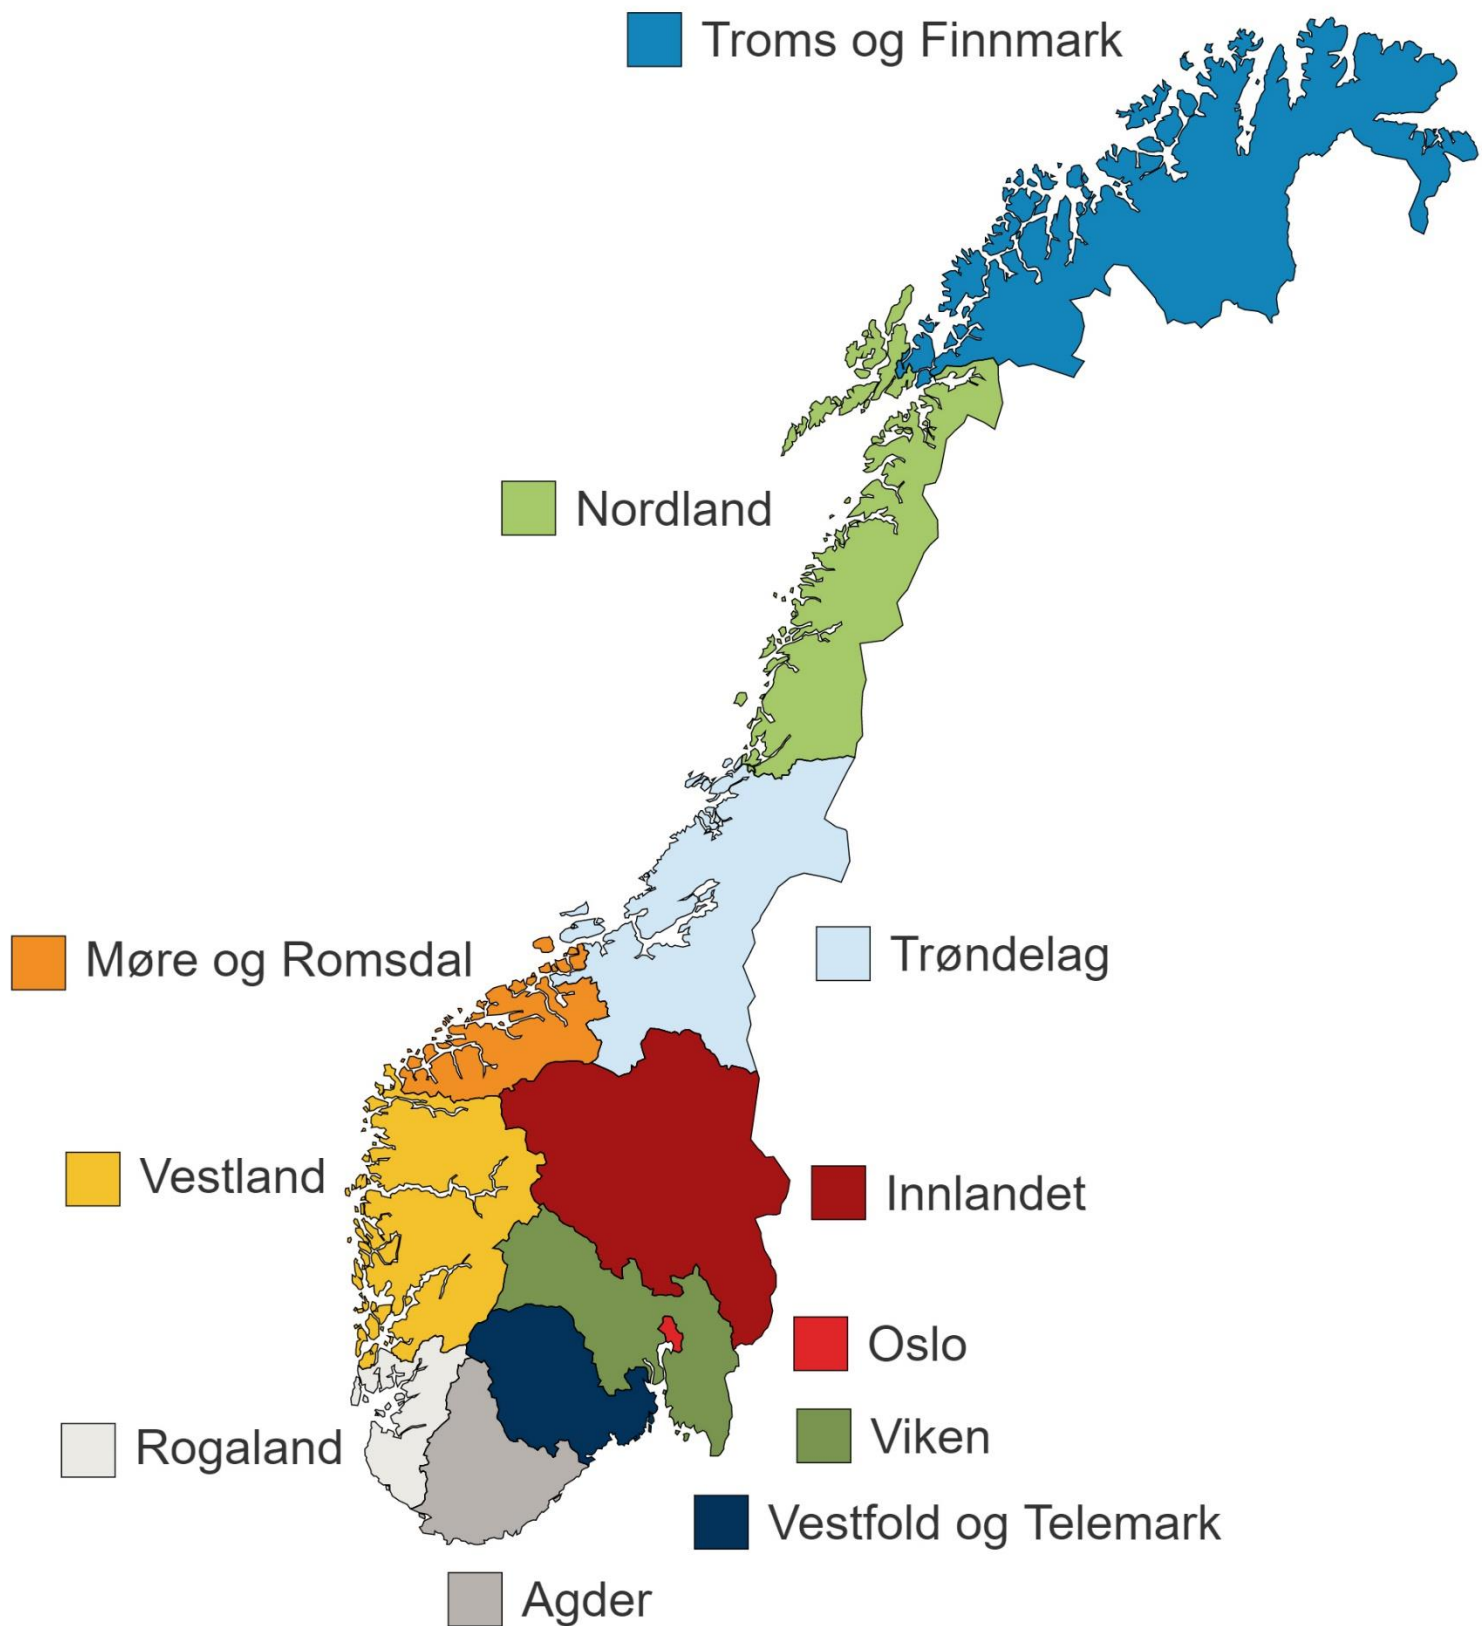 Troms og Finnmark
Nordland
Møre og Romsdal
Trøndelag
Vestland
Innlandet
Oslo
Rogaland
Viken
Vestfold og Telemark
Agder